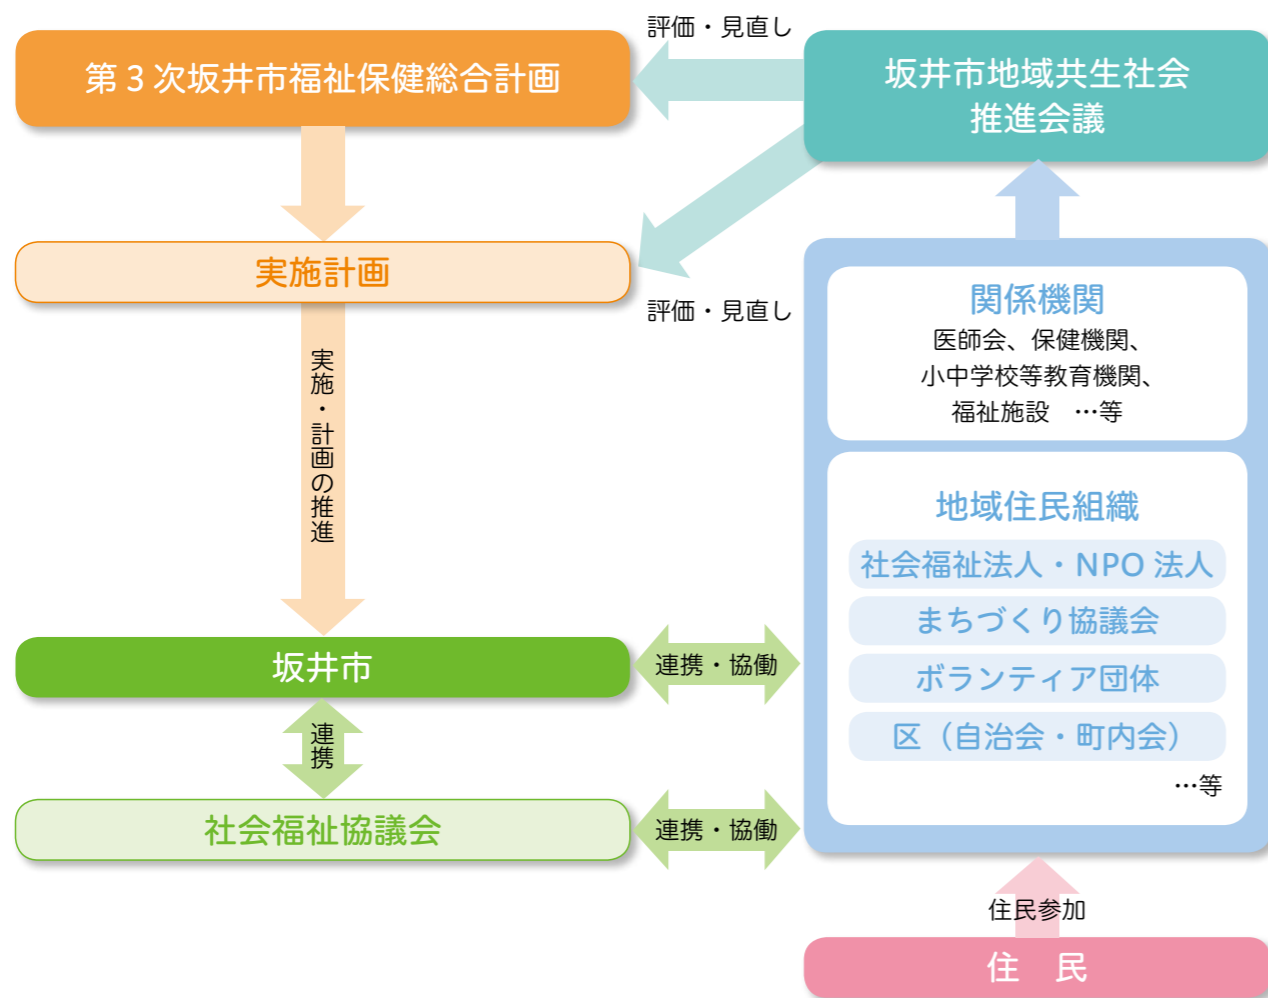 評価・見直し
第3次坂井市福祉保健総合計画
坂井市地域共生社会
推進会議
実施計画
評価・見直し
関係機関
医師会、保健機関、
小中学校等教育機関、
福祉施設　…等
実施・計画の推進
地域住民組織
社会福祉法人・NPO 法人
まちづくり協議会
ボランティア団体
区（自治会・町内会）
…等
坂井市
連携・協働
連携
社会福祉協議会
連携・協働
住民参加
住　民